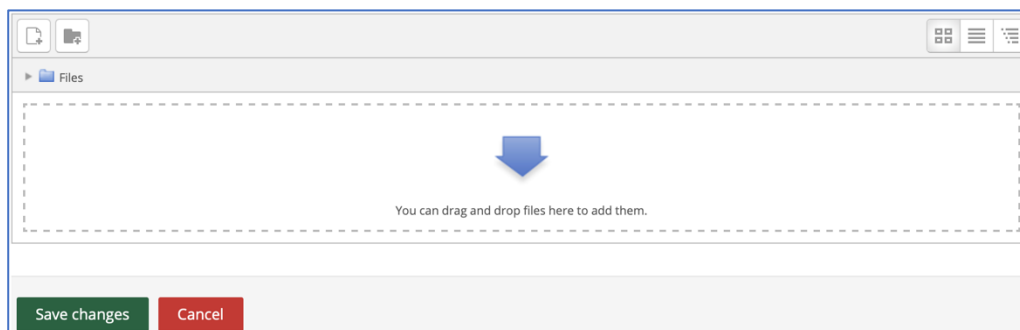 Files
You can drag and drop files here to add them.
Save changes
Cancel